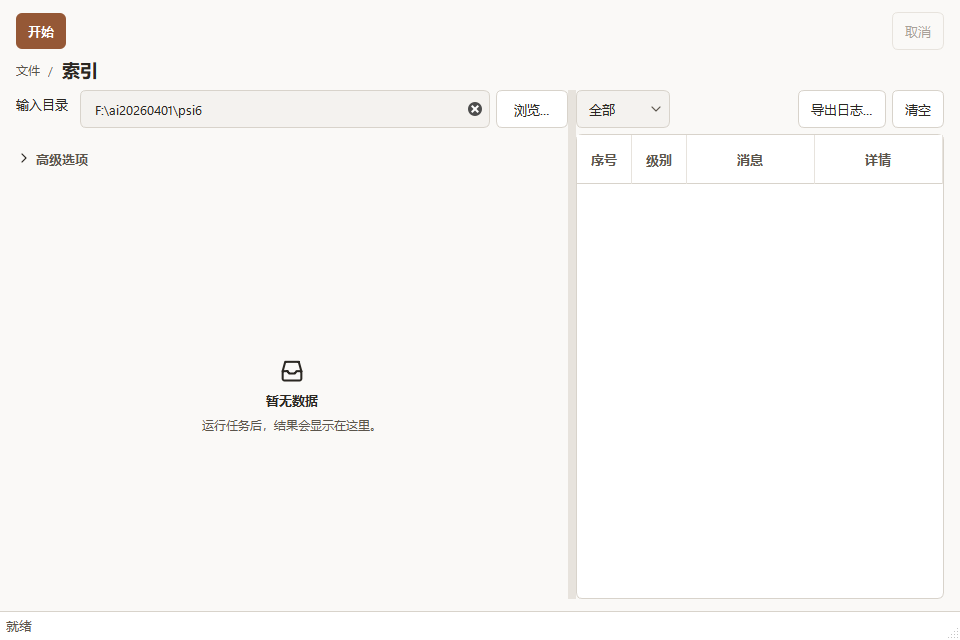 开始
取消
文件 / 索引
输入目录 F:\ai20260401\psi6 浏览... 全部 导出日志... 清空
高级选项
序号 级别 消息 详情
暂无数据
运行任务后，结果会显示在这里。
就绪